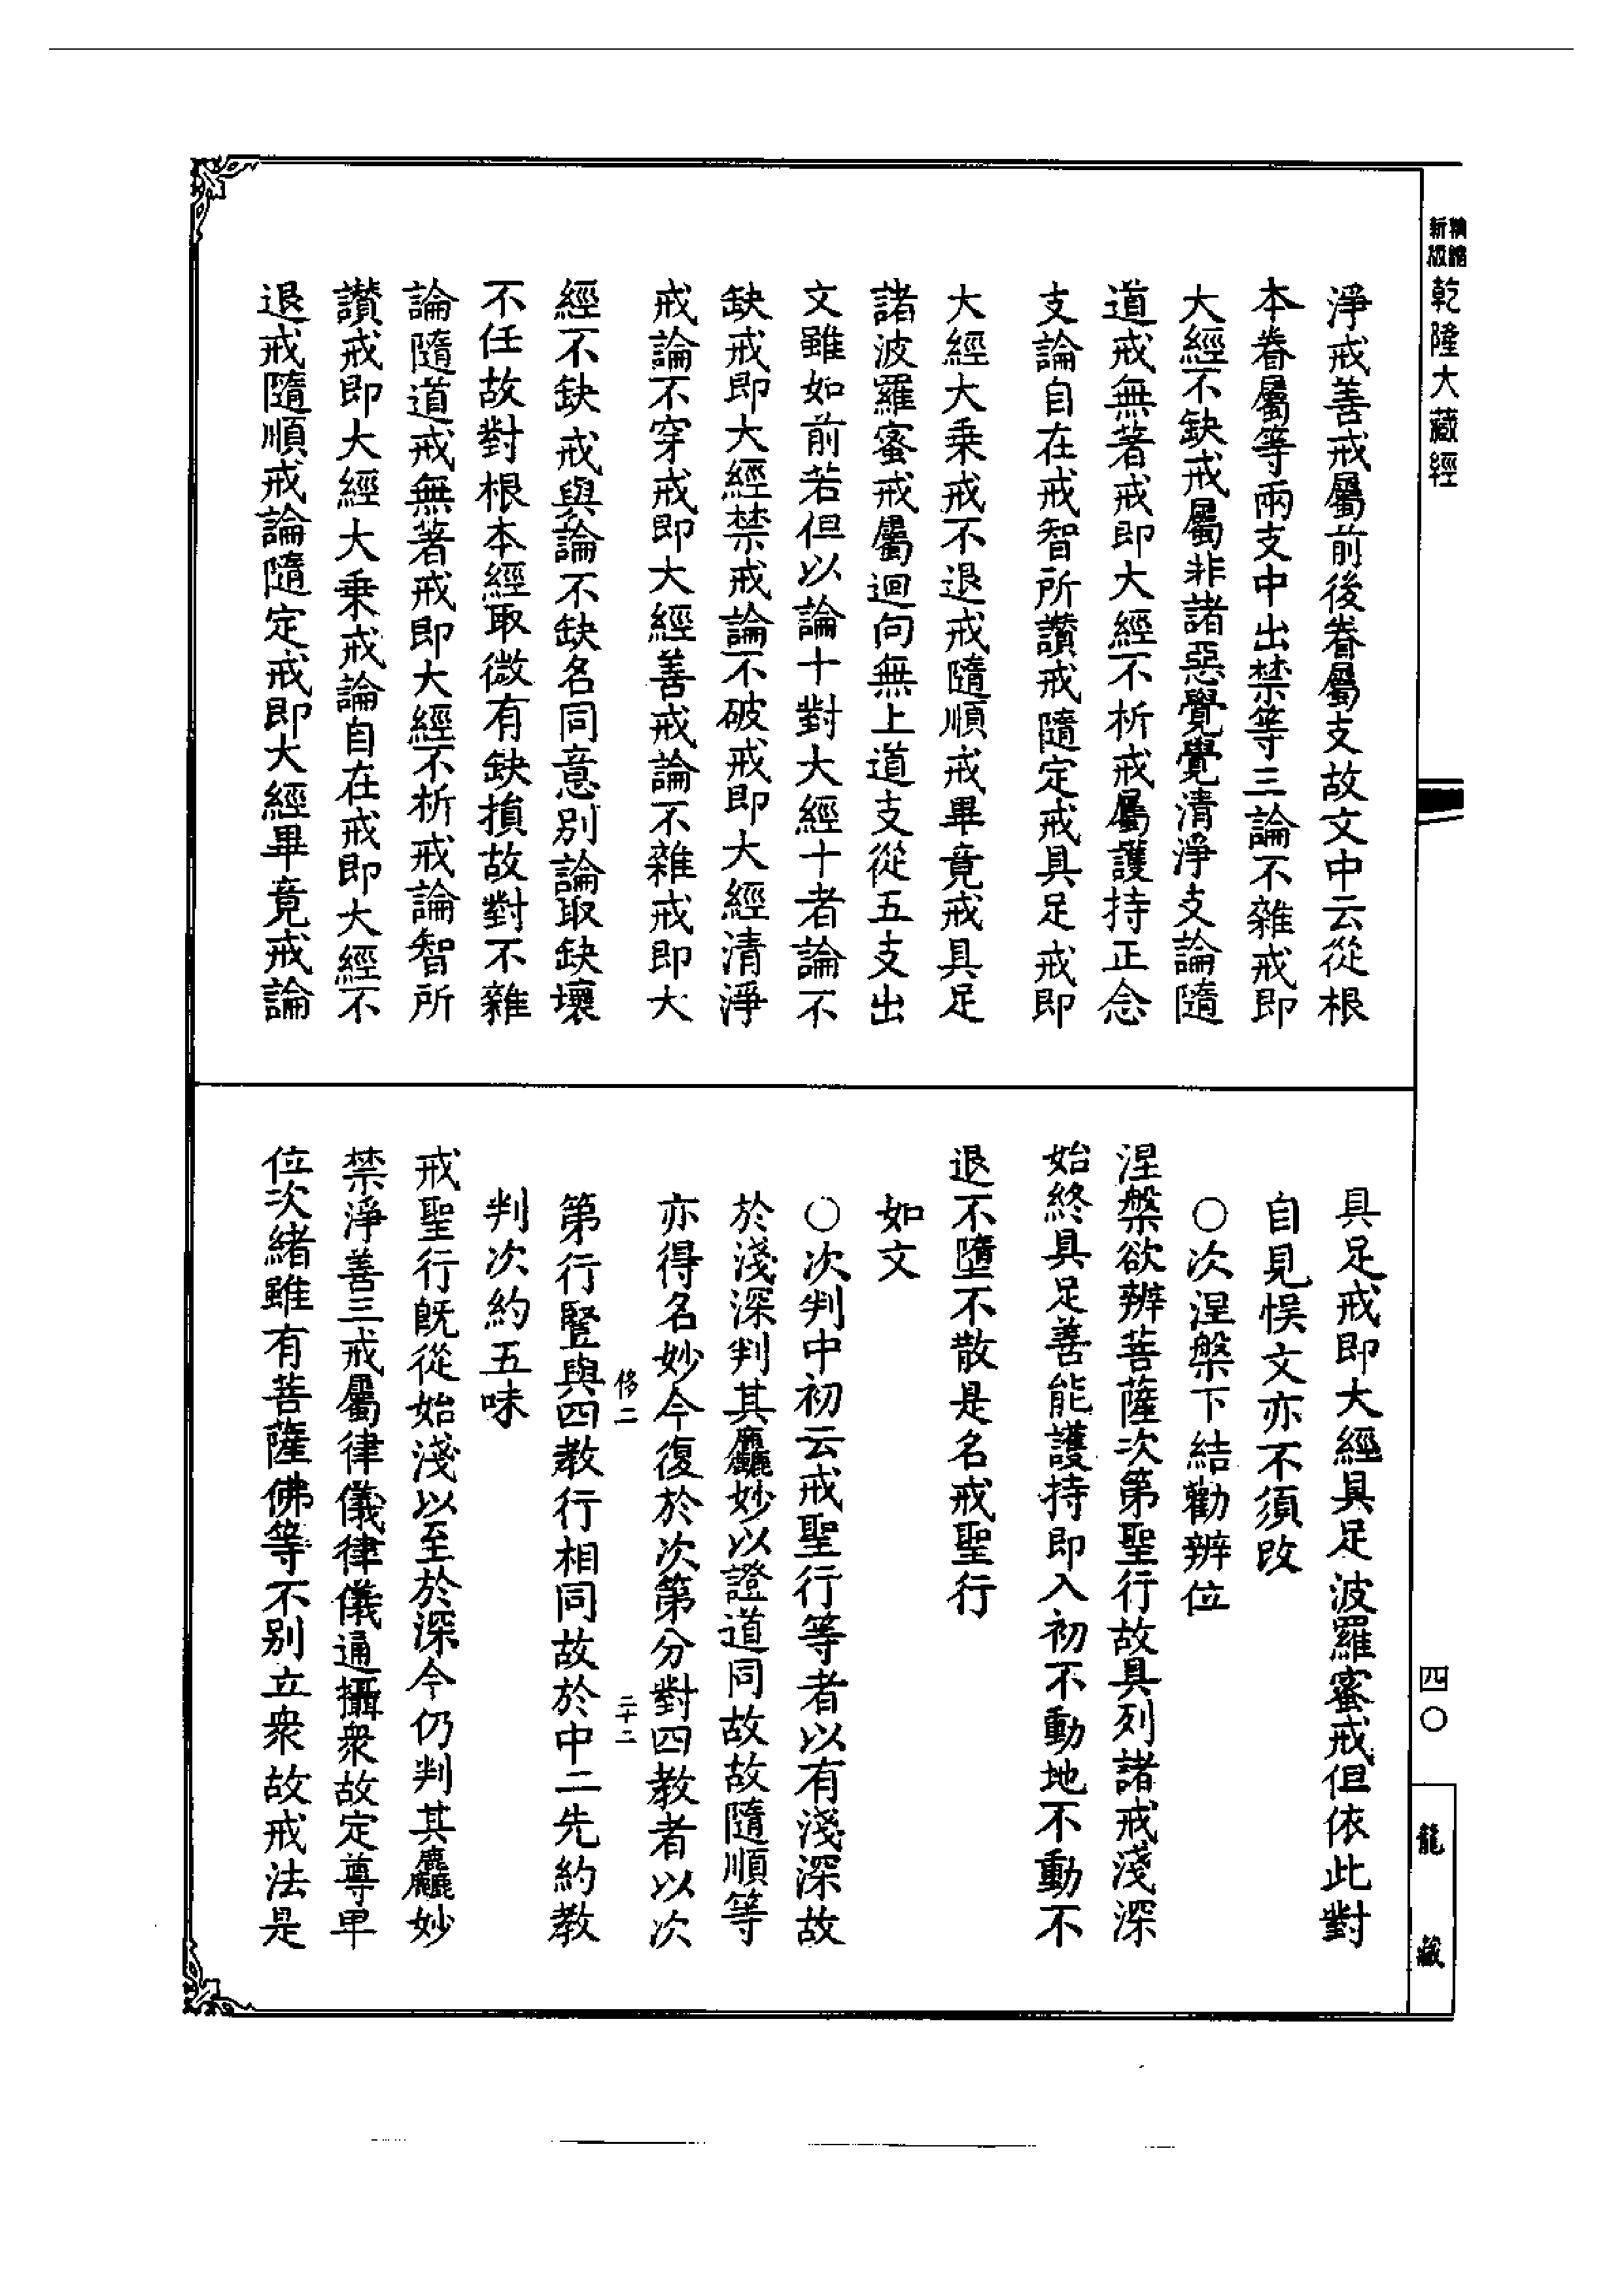 精縮新版
乾隆大藏經
淨戒善戒屬前後眷屬支故文中云從根
本眷屬等兩支中出禁等三論不雜戒即
大經不缺戒屬非諸惡覺覺清淨支論隨
道戒無著戒即大經不析戒屬護持正念
支論自在戒智所讚戒隨定戒具足戒即
大經大乘戒不退戒隨順戒畢竟戒具足
諸波羅蜜戒屬迴向無上道支從五支出
文雖如前若但以論十對大經十者論不
缺戒即大經禁戒論不破戒即大經清淨
戒論不穿戒即大經善戒論不雜戒即大
經不缺戒與論不缺名同意別論取缺壞
不任故對根本經取微有缺損故對不雜
論隨道戒無著戒即大經不析戒論智所
讚戒即大經大乘戒論自在戒即大經不
退戒隨順戒論隨定戒即大經畢竟戒論
具足戒即大經具足波羅蜜戒但依此對
自見悞文亦不須改
○次涅槃下結勸辨位
涅槃欲辨菩薩次第聖行故具列諸戒淺深
始終具足善能護持即入初不動地不動不
退不墮不散是名戒聖行
如文
○次判中初云戒聖行等者以有淺深故
於淺深判其麤妙以證道同故故隨順等
亦得名妙今復於次第分對四教者以次
第行豎與四教行相同故於中二先約教
判次約五味
戒聖行既從始淺以至於深今仍判其麤妙
禁淨善三戒屬律儀律儀通攝衆故定尊卑
位次緒雖有菩薩佛等不別立衆故戒法是
二十二
四〇
龍藏